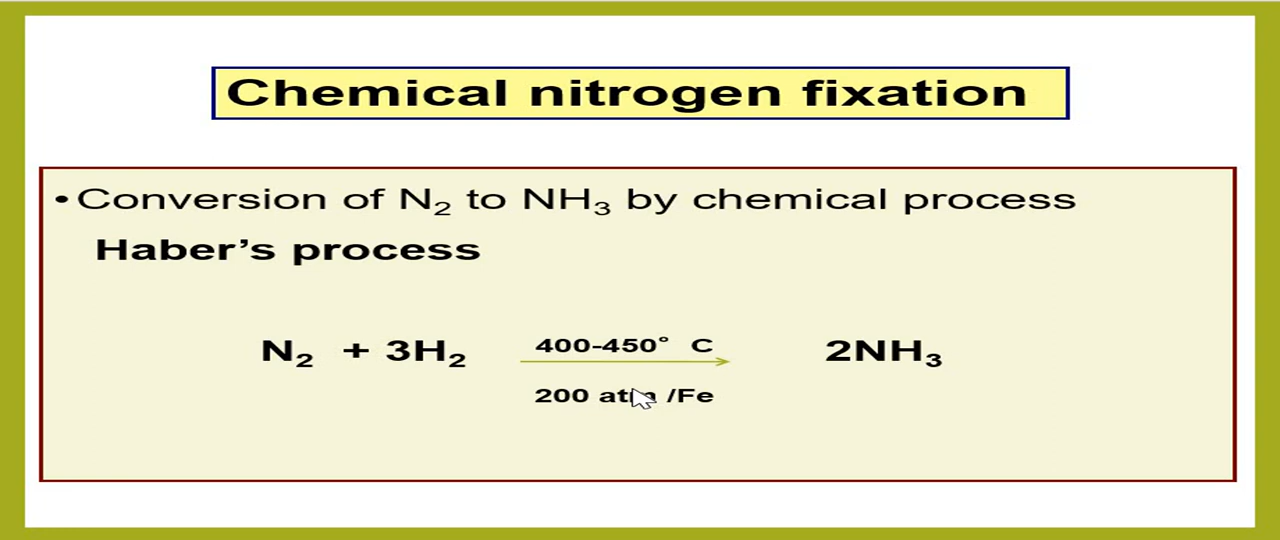 Chemical nitrogen fixation
• Conversion of N₂ to NH₃ by chemical process
Haber’s process
N₂ + 3H₂ 400-450° C 2NH₃
200 atm /Fe